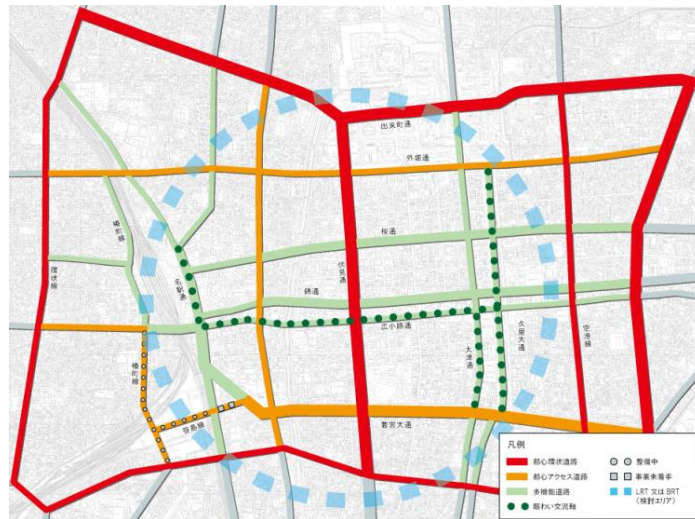 出来町通
外堀通
椿町線
環状線
名駅通
桜通
伏見通
錦通
広小路通
大津通
久屋大通
空港線
椿町線
笹島線
若宮大通
凡例
都心環状道路
都心アクセス道路
多機能道路
賑わい交流軸
整備中
事業未着手
LRT 又は BRT
(検討エリア)